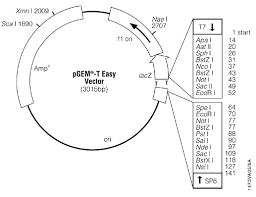 Xmn I 2009
Sca I 1890
Nae I
2707
f1 ori
Ampʳ
pGEM®-T Easy
Vector
(3015bp)
lacZ
ori
T7 ↓
1 start
Apa I 14
Aat II 20
Sph I 26
BstZ I 31
Nco I 37
BstZ I 43
Not I 43
Sac II 49
EcoR I 52
Spe I 64
EcoR I 70
Not I 77
BstZ I 77
Pst I 88
Sal I 90
Nde I 97
Sac I 109
BstX I 118
Nsi I 127
141
↑ SP6